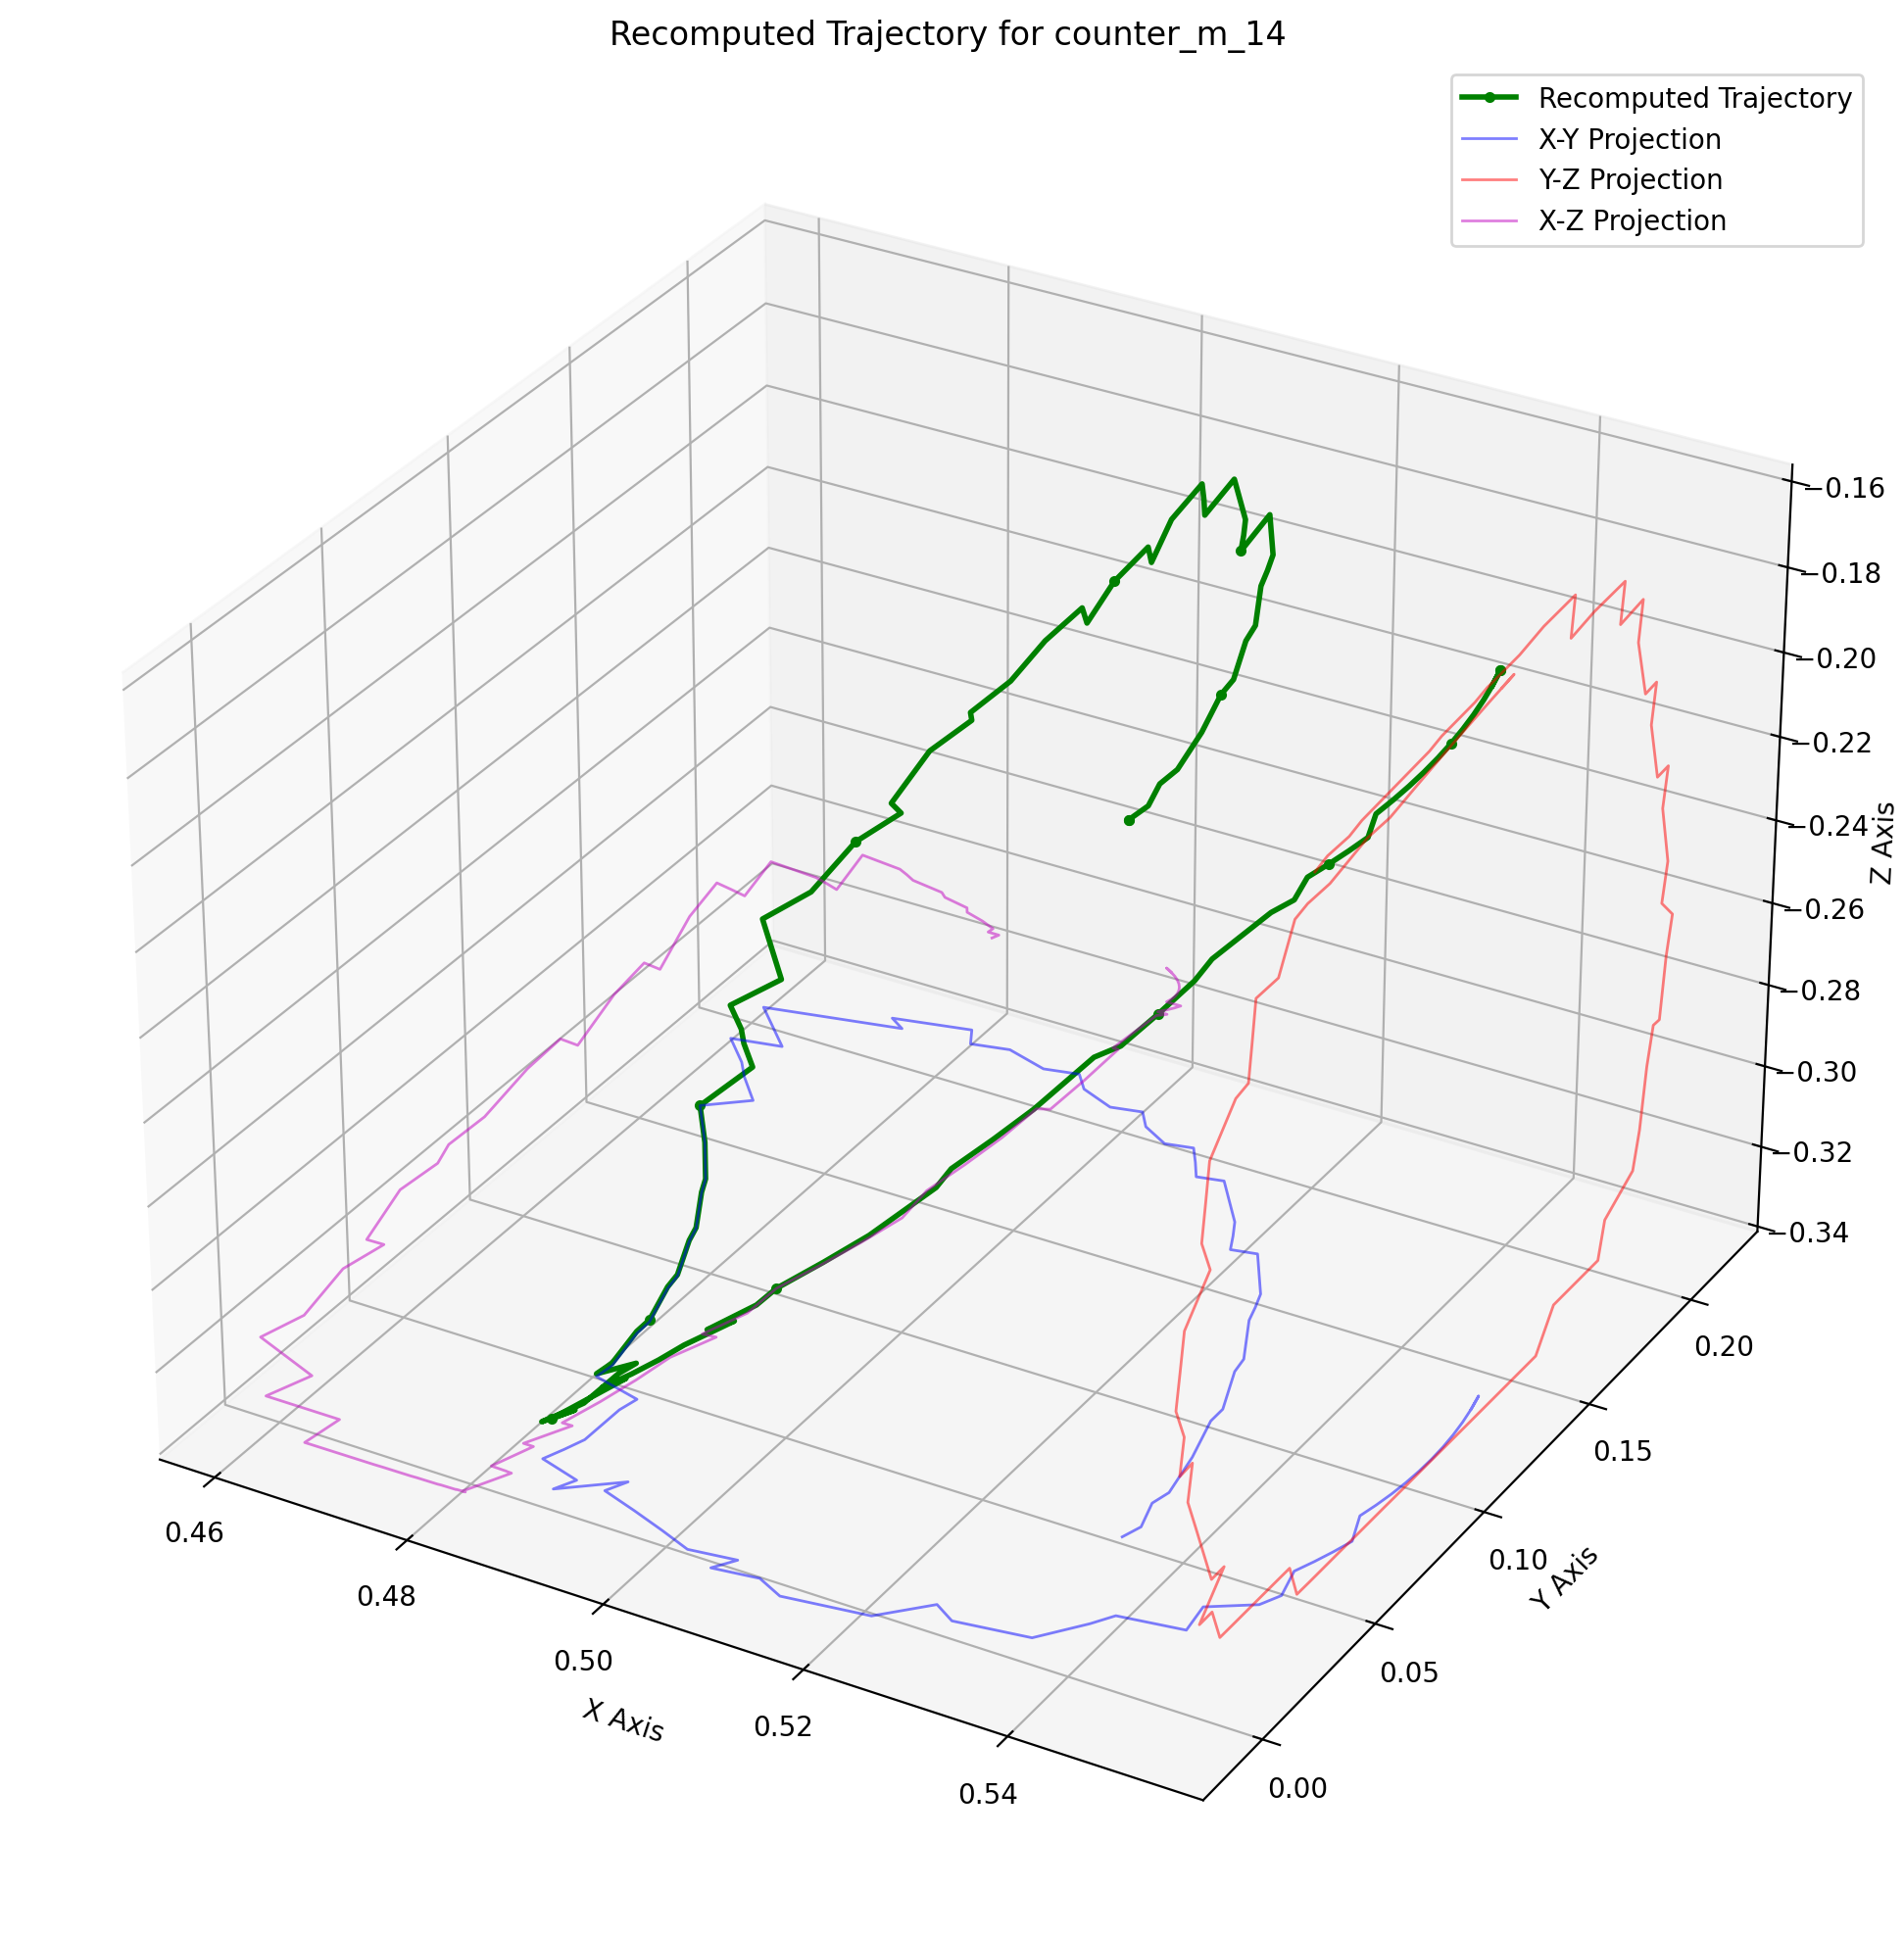 Recomputed Trajectory for counter_m_14
Recomputed Trajectory
X-Y Projection
Y-Z Projection
X-Z Projection
−0.16
−0.18
−0.20
−0.22
−0.24
−0.26
−0.28
−0.30
−0.32
−0.34
Z Axis
0.20
0.15
0.10
0.05
0.00
Y Axis
0.46
0.48
0.50
0.52
0.54
X Axis